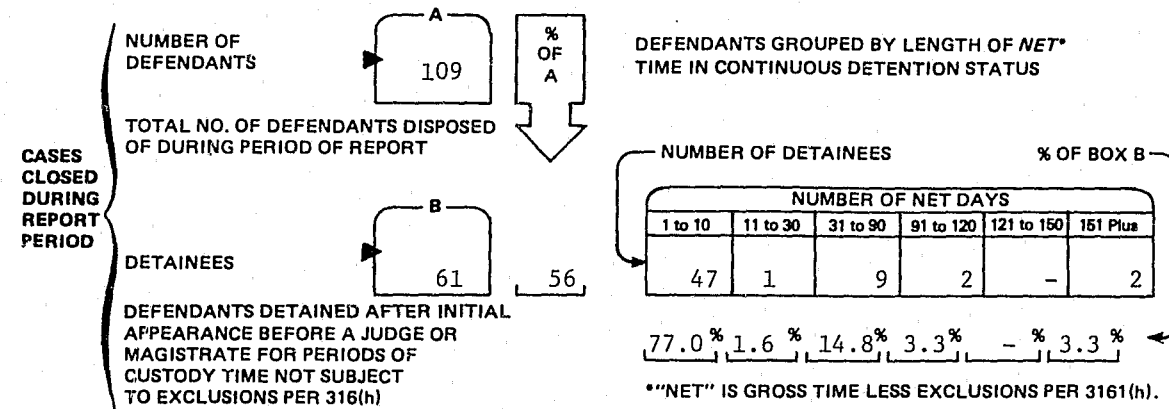 CASES
CLOSED
DURING
REPORT
PERIOD
NUMBER OF
DEFENDANTS
A
109
%
OF
A
TOTAL NO. OF DEFENDANTS DISPOSED
OF DURING PERIOD OF REPORT
B
DETAINEES
61 56
DEFENDANTS DETAINED AFTER INITIAL
APPEARANCE BEFORE A JUDGE OR
MAGISTRATE FOR PERIODS OF
CUSTODY TIME NOT SUBJECT
TO EXCLUSIONS PER 316(h)
DEFENDANTS GROUPED BY LENGTH OF NET*
TIME IN CONTINUOUS DETENTION STATUS
NUMBER OF DETAINEES % OF BOX B
NUMBER OF NET DAYS
1 to 10 11 to 30 31 to 90 91 to 120 121 to 150 151 Plus
47 1 9 2 – 2
77.0% 1.6 % 14.8% 3.3% – % 3.3 %
*"NET" IS GROSS TIME LESS EXCLUSIONS PER 3161(h).